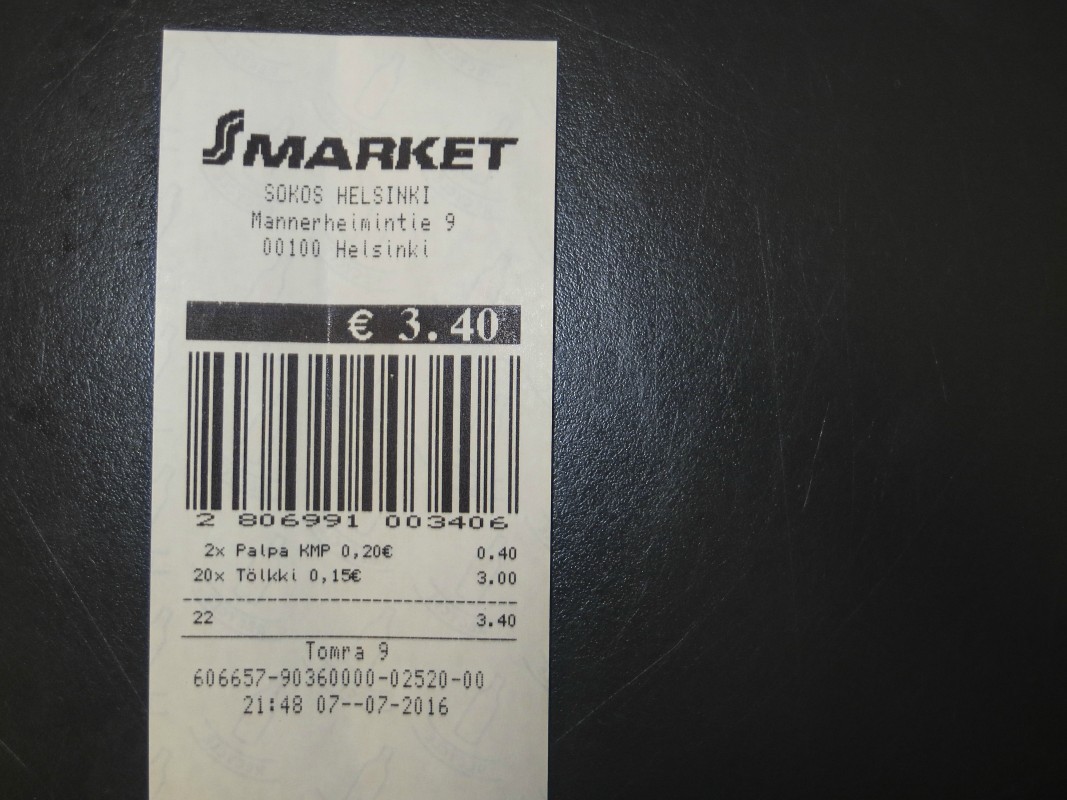 S MARKET
SOKOS HELSINKI
Mannerheimintie 9
00100 Helsinki
€ 3.40
2 806991 003406
2x Palpa KMP 0,20€ 0.40
20x Tölkki 0,15€ 3.00
22 3.40
Tomra 9
606657-90360000-02520-00
21:48 07--07-2016